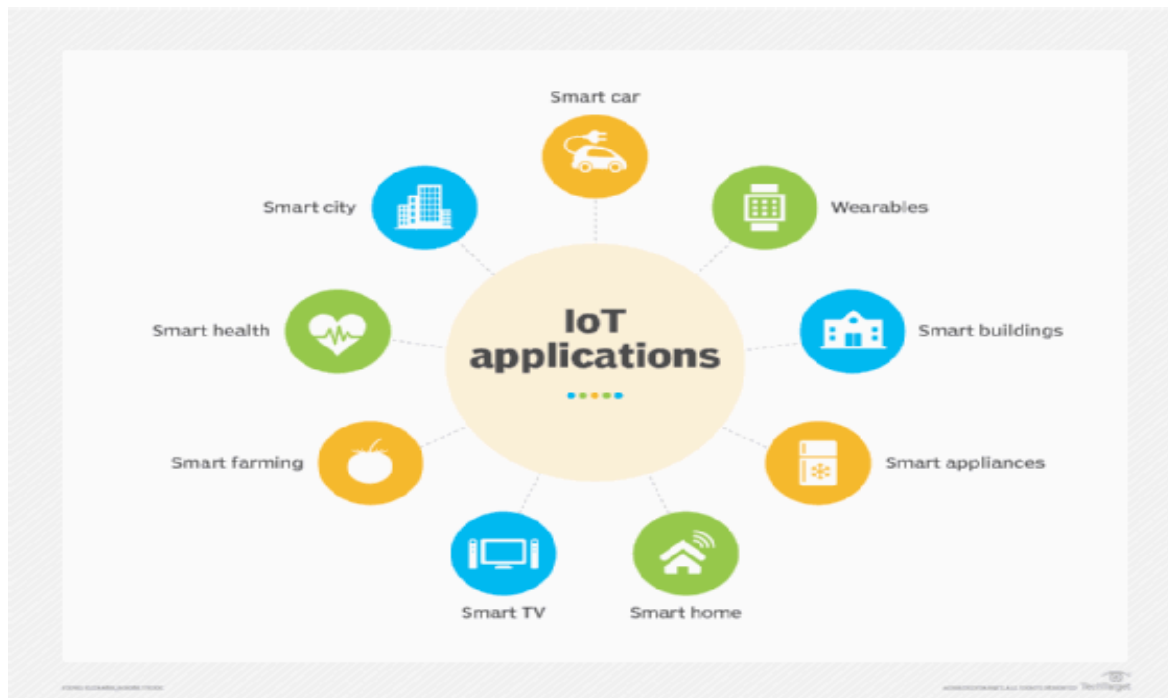 Smart car
Smart city
Wearables
Smart health
IoT
applications
Smart buildings
Smart farming
Smart appliances
Smart TV
Smart home
TechTarget